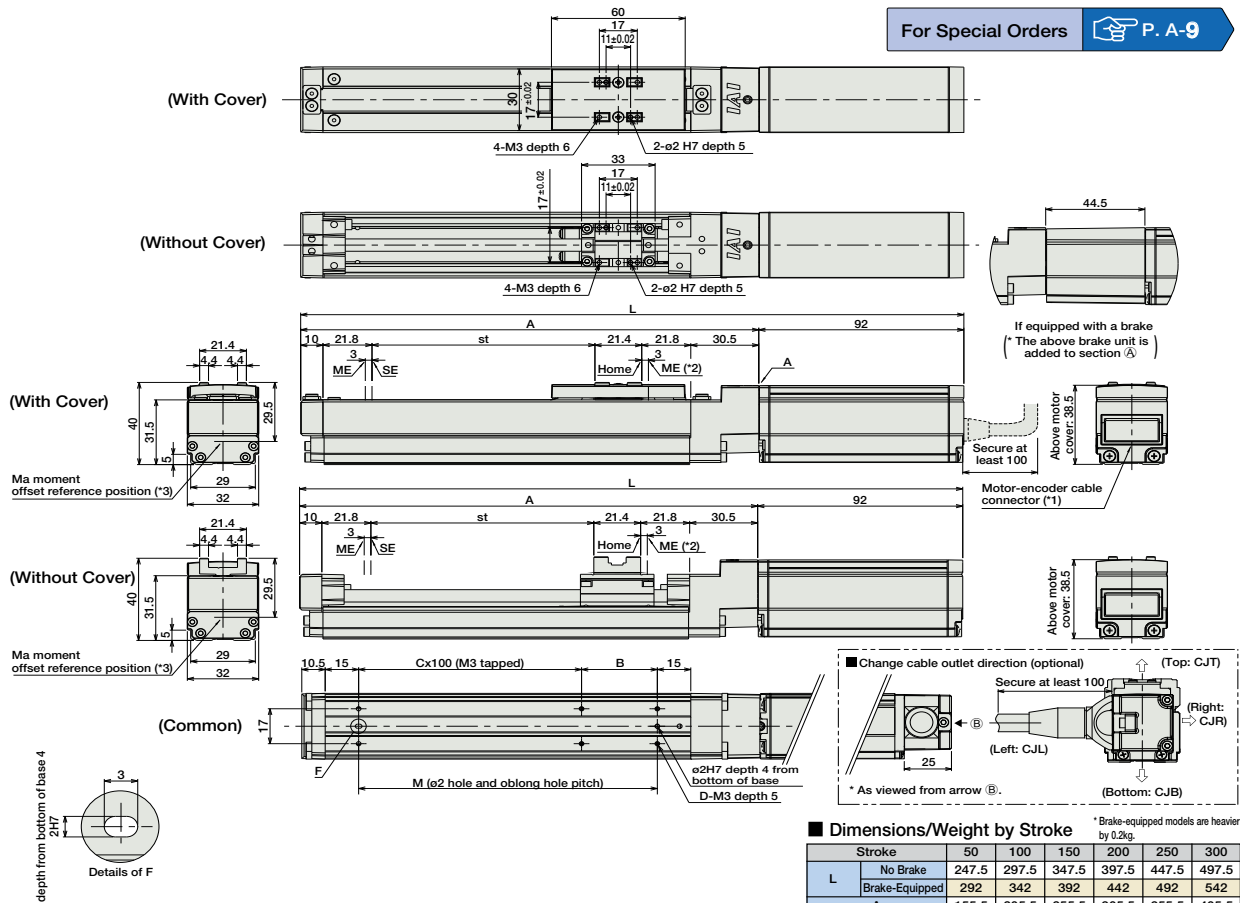 For Special Orders
P. A-9
60
17
11±0.02
(With Cover)
30
17±0.02
4-M3 depth 6
2-ø2 H7 depth 5
IAI
33
17
11±0.02
17±0.02
(Without Cover)
4-M3 depth 6
2-ø2 H7 depth 5
IAI
44.5
If equipped with a brake
(* The above brake unit is
added to section Ⓐ)
L
A
92
10
21.8
st
21.4
21.8
30.5
3
ME
SE
Home
3
ME (*2)
A
(With Cover)
21.4
4.4
4.4
40
31.5
5
29.5
29
32
Ma moment
offset reference position (*3)
Secure at
least 100
Above motor
cover: 38.5
Motor-encoder cable
connector (*1)
L
A
92
10
21.8
st
21.4
21.8
30.5
3
ME
SE
Home
3
ME (*2)
(Without Cover)
21.4
4.4
4.4
40
31.5
5
29.5
29
32
Ma moment
offset reference position (*3)
Above motor
cover: 38.5
10.5
15
Cx100 (M3 tapped)
B
15
(Common)
17
F
M (ø2 hole and oblong hole pitch)
ø2H7 depth 4 from
bottom of base
D-M3 depth 5
■ Change cable outlet direction (optional)
(Top: CJT)
Secure at least 100
(Right:
CJR)
Ⓑ
(Left: CJL)
25
(Bottom: CJB)
* As viewed from arrow Ⓑ.
depth from bottom of base 4
2H7
3
Details of F
■ Dimensions/Weight by Stroke
* Brake-equipped models are heavier
by 0.2kg.
Stroke 50 100 150 200 250 300
L No Brake 247.5 297.5 347.5 397.5 447.5 497.5
Brake-Equipped 292 342 392 442 492 542